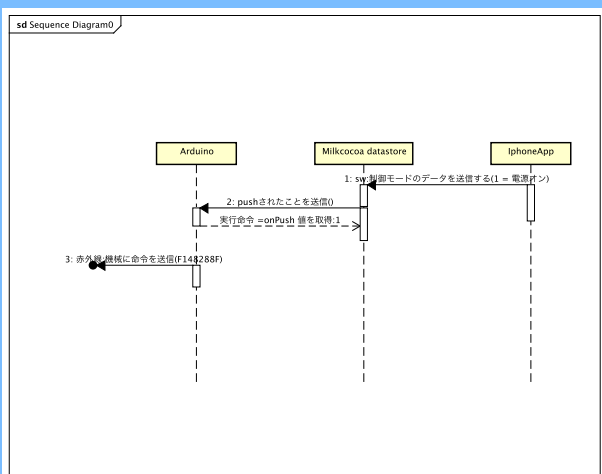 sd Sequence Diagram0
Arduino
Milkcocoa datastore
IphoneApp
1: sw:制御モードのデータを送信する(1 = 電源オン)
2: pushされたことを送信()
実行命令 =onPush 値を取得:1
3: 赤外線:機械に命令を送信(F148288F)